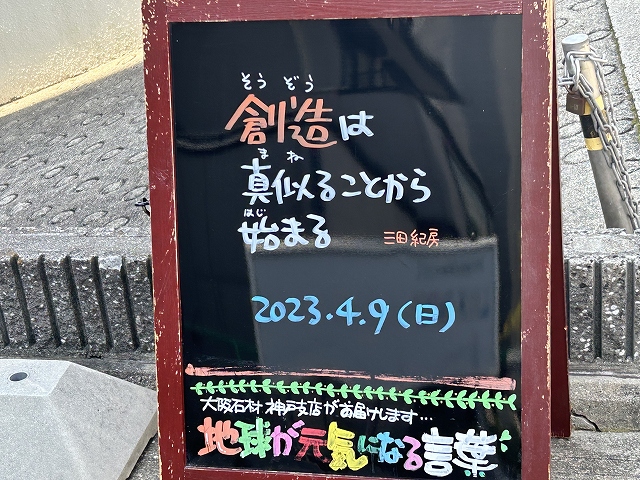 そうぞう
創造は
まね
真似ることから
はじ
始まる 三田紀房
2023.4.9(日)
大阪石材 神戸支店がお届けします…
地球が元気になる言葉